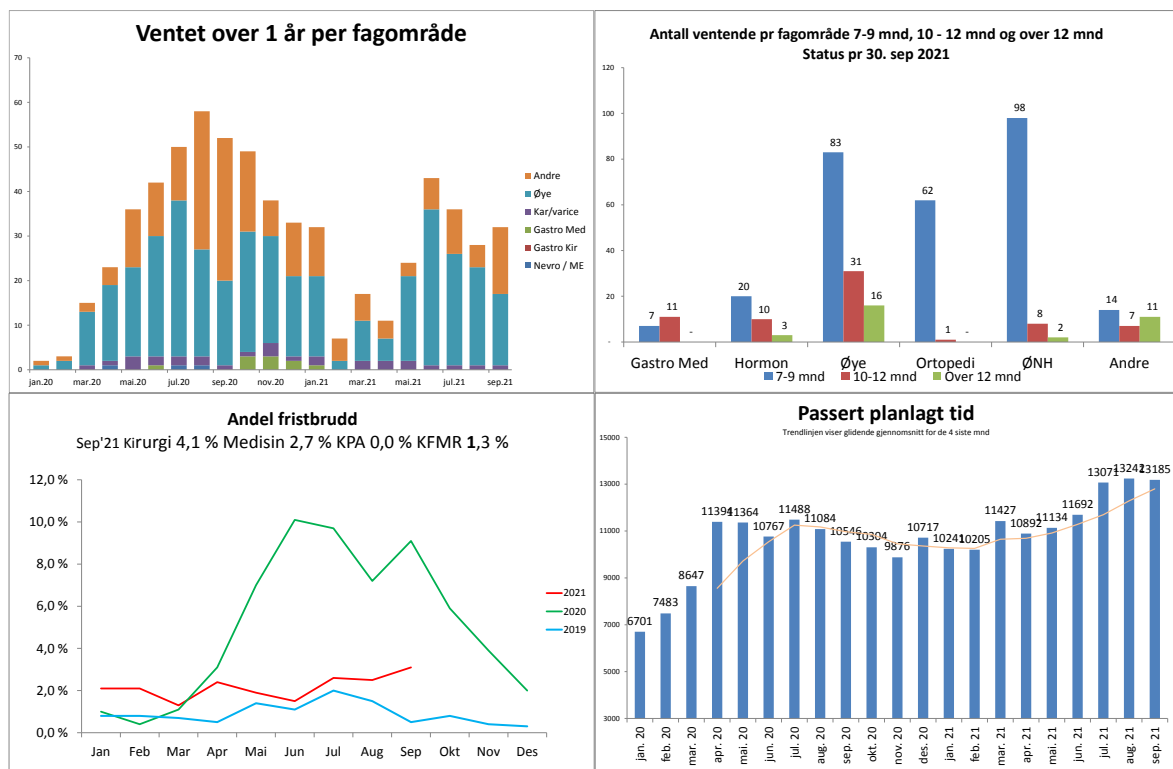 Ventet over 1 år per fagområde
70
60
50
40
30
20
10
0
jan.20 mar.20 mai.20 jul.20 sep.20 nov.20 jan.21 mar.21 mai.21 jul.21 sep.21
Andre
Øye
Kar/varice
Gastro Med
Gastro Kir
Nevro / ME
Antall ventende pr fagområde 7-9 mnd, 10 - 12 mnd og over 12 mnd
Status pr 30. sep 2021
120
100
80
60
40
20
-
7 11 -
20 10 3
83 31 16
62 1 -
98 8 2
14 7 11
Gastro Med Hormon Øye Ortopedi ØNH Andre
7-9 mnd 10-12 mnd Over 12 mnd
Andel fristbrudd
Sep'21 Kirurgi 4,1 % Medisin 2,7 % KPA 0,0 % KFMR 1,3 %
12,0 %
10,0 %
8,0 %
6,0 %
4,0 %
2,0 %
0,0 %
Jan Feb Mar Apr Mai Jun Jul Aug Sep Okt Nov Des
2021
2020
2019
Passert planlagt tid
Trendlinjen viser glidende gjennomsnitt for de 4 siste mnd
15000
13000
11000
9000
7000
5000
3000
6701 7483 8647 11394 11364 10767 11488 11084 10546 10304 9876 10717 10241 10205 11427 10892 11134 11692 13071 13242 13185
jan. 20 feb. 20 mar. 20 apr. 20 mai. 20 jun. 20 jul. 20 aug. 20 sep. 20 okt. 20 nov. 20 des. 20 jan. 21 feb. 21 mar. 21 apr. 21 mai. 21 jun. 21 jul. 21 aug. 21 sep. 21